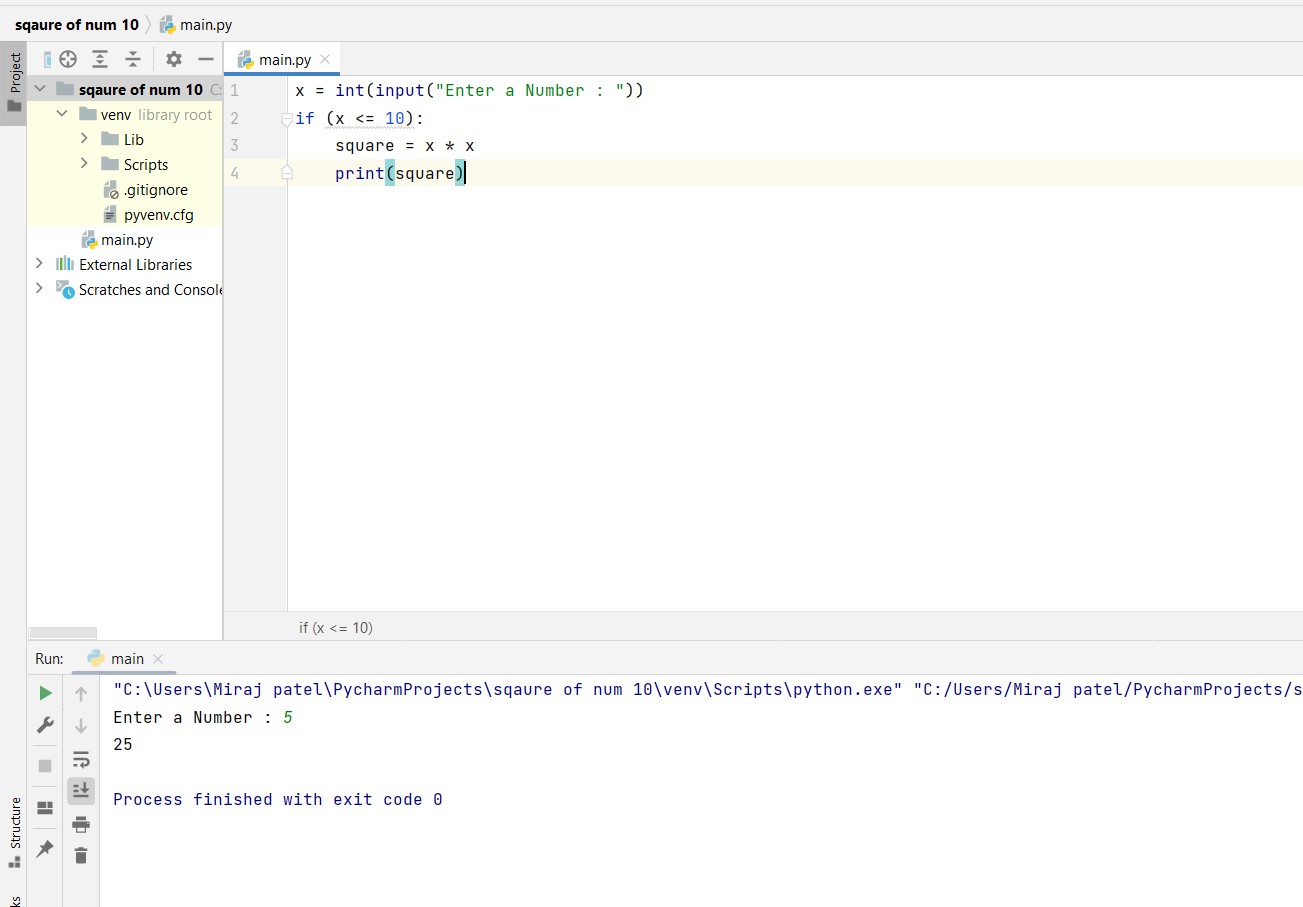 sqaure of num 10 main.py
Project
main.py
sqaure of num 10 C:
venv library root
Lib
Scripts
.gitignore
pyvenv.cfg
main.py
External Libraries
Scratches and Console
1 x = int(input("Enter a Number : "))
2 if (x <= 10):
3     square = x * x
4     print(square)
if (x <= 10)
Run: main
"C:\Users\Miraj patel\PycharmProjects\sqaure of num 10\venv\Scripts\python.exe" "C:/Users/Miraj patel/PycharmProjects/s
Enter a Number : 5
25
Process finished with exit code 0
Structure
ks